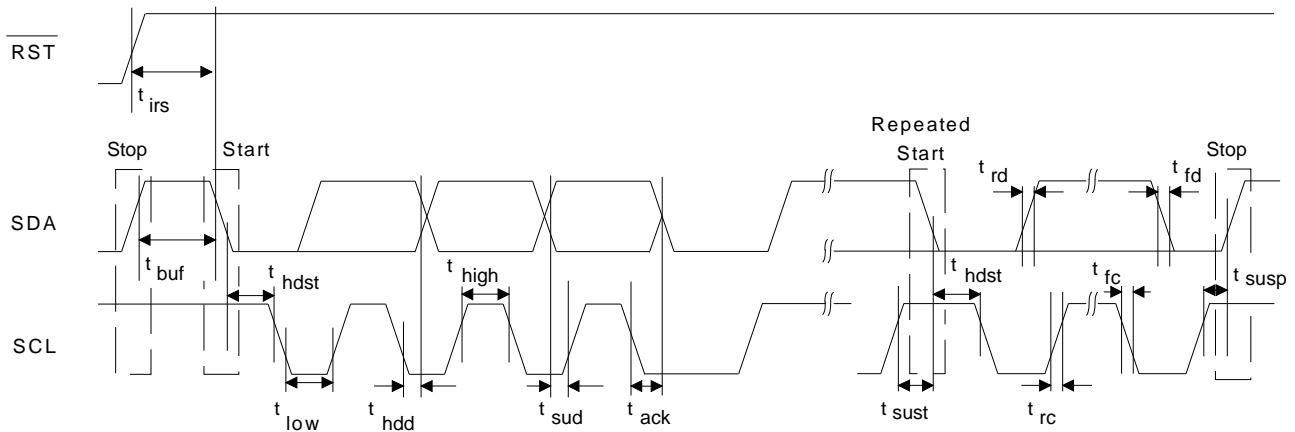 RST
t irs
Repeated
Stop Start Start Stop
t rd t fd
SDA
t buf t hdst t high t hdst t fc t susp
SCL
t low t hdd t sud t ack t sust t rc